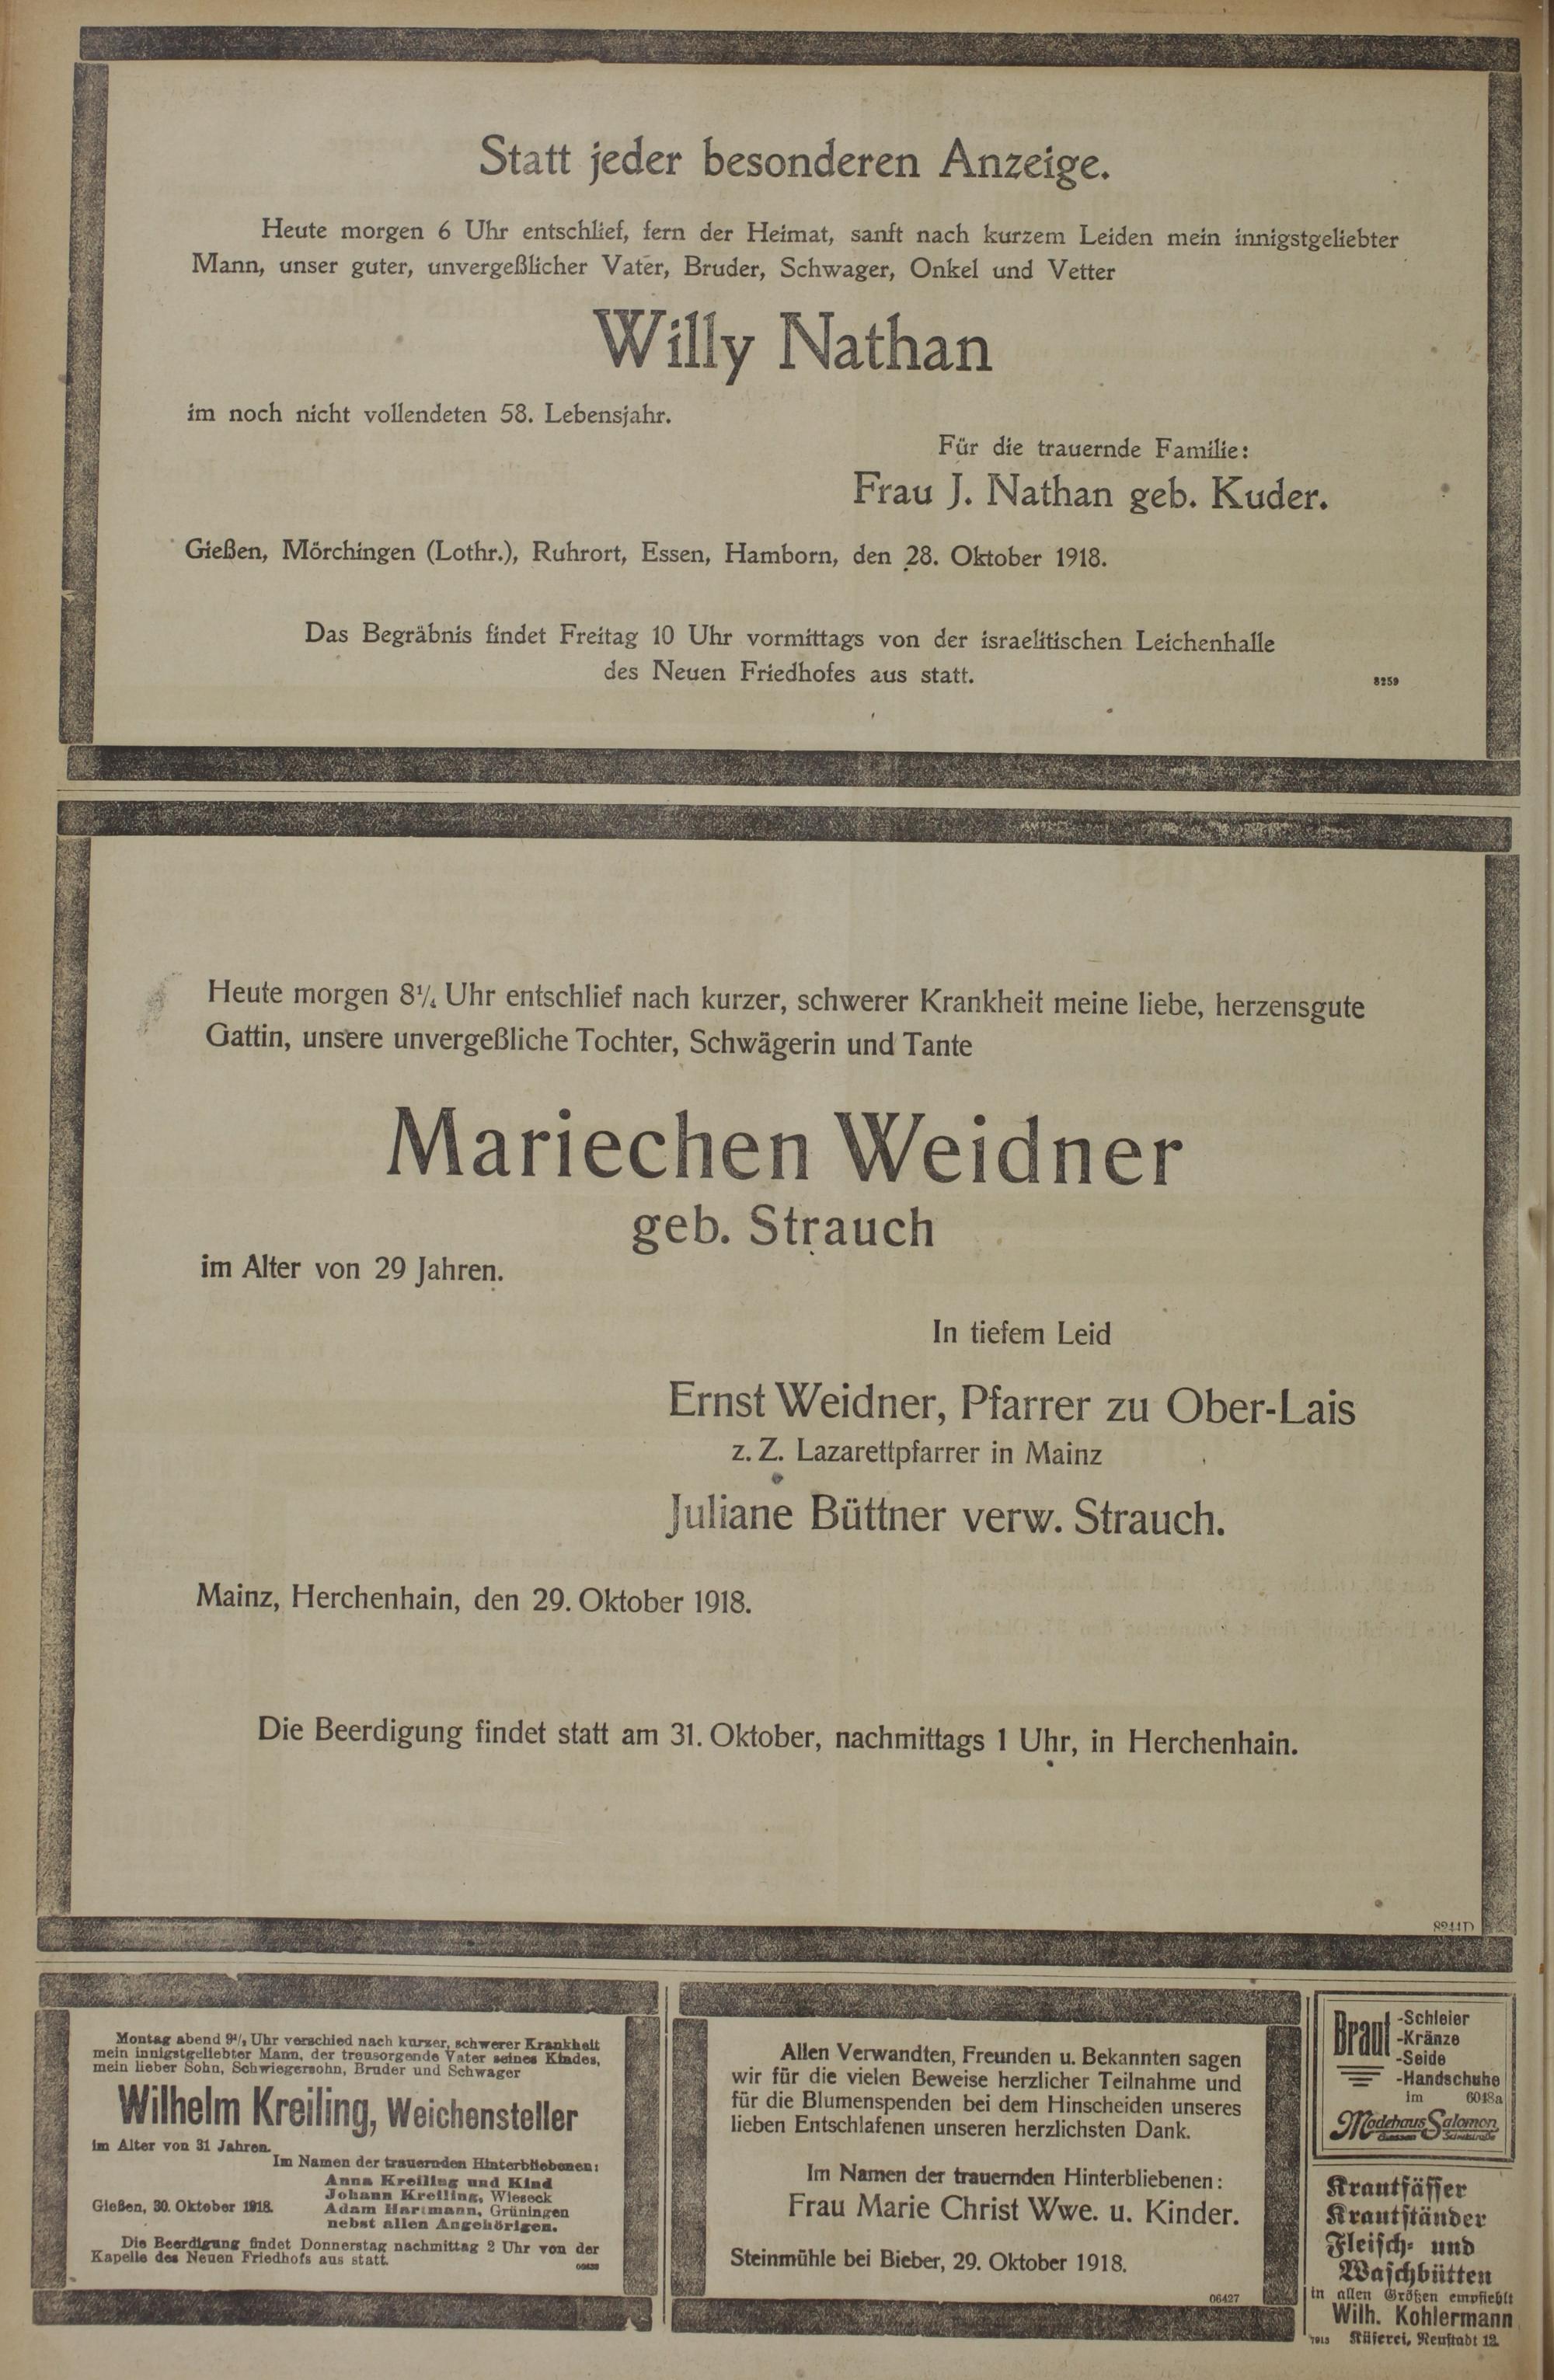 Statt jeder besonderen Anzeige.
Heute morgen 6 Uhr entschlief, fern der Heimat, sanft nach kurzem Leiden mein innigstgeliebter
Mann, unser guter, unvergeßlicher Vater, Bruder, Schwager, Onkel und Vetter
Willy Nathan
im noch nicht vollendeten 58. Lebensjahr.
Für die trauernde Familie:
Frau J. Nathan geb. Kuder.
Gießen, Mörchingen (Lothr.), Ruhrort, Essen, Hamborn, den 28. Oktober 1918.
Das Begräbnis findet Freitag 10 Uhr vormittags von der israelitischen Leichenhalle
des Neuen Friedhofes aus statt.
8259
Heute morgen 8¼ Uhr entschlief nach kurzer, schwerer Krankheit meine liebe, herzensgute
Gattin, unsere unvergeßliche Tochter, Schwägerin und Tante
Mariechen Weidner
geb. Strauch
im Alter von 29 Jahren.
In tiefem Leid
Ernst Weidner, Pfarrer zu Ober-Lais
z. Z. Lazarettpfarrer in Mainz
Juliane Büttner verw. Strauch.
Mainz, Herchenhain, den 29. Oktober 1918.
Die Beerdigung findet statt am 31. Oktober, nachmittags 1 Uhr, in Herchenhain.
8244D
Montag abend Uhr verschied nach kurzer, schwerer Krankheit
mein innigstgeliebter Mann, der treusorgende Vater seines Kindes,
mein lieber Sohn, Schwiegersohn, Bruder und Schwager
Wilhelm Kreiling, Weichensteller
im Alter von 31 Jahren.
Im Namen der trauernden Hinterbliebenen:
Anna Kreiling und Kind
Johann Kreiling, Wieseck
Adam Hartmann, Grüningen
nebst allen Angehörigen.
Gießen, 30. Oktober 1918.
Die Beerdigung findet Donnerstag nachmittag 2 Uhr von der
Kapelle des Neuen Friedhofs aus statt.
Allen Verwandten, Freunden u. Bekannten sagen
wir für die vielen Beweise herzlicher Teilnahme und
für die Blumenspenden bei dem Hinscheiden unseres
lieben Entschlafenen unseren herzlichsten Dank.
Im Namen der trauernden Hinterbliebenen:
Frau Marie Christ Wwe. u. Kinder.
Steinmühle bei Bieber, 29. Oktober 1918.
06427
Braut -Schleier
-Kränze
-Seide
-Handschuhe
im 6048a
Modehaus Salomon
Krautfässer
Krautständer
Fleisch- und
Waschbütten
in allen Größen empfiehlt
Wilh. Kohlermann
7913 Küferei, Neustadt 12.